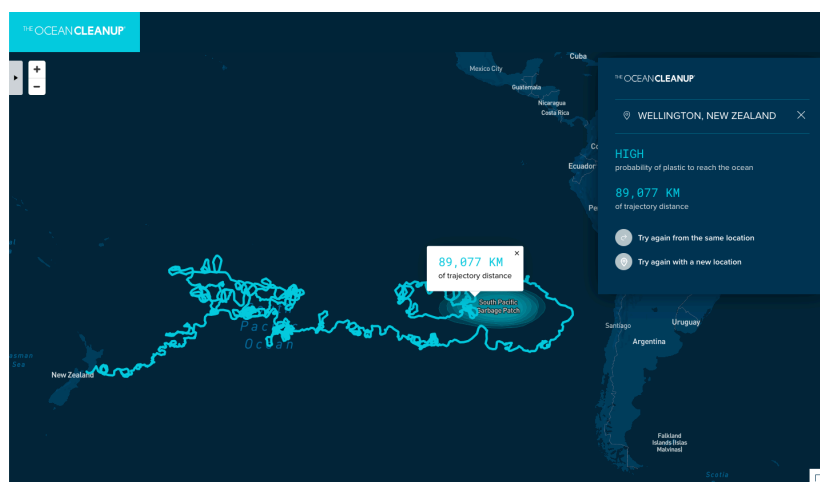 THE OCEAN CLEANUP
+
−
Cuba
Mexico City
Guatemala
Nicaragua
Costa Rica
Ecuador
South Pacific
Garbage Patch
Ocean
New Zealand
Sea
Santiago
Uruguay
Argentina
Falkland
Islands (Islas
Malvinas)
Scotia
89,077 KM
of trajectory distance
THE OCEAN CLEANUP
WELLINGTON, NEW ZEALAND
HIGH
probability of plastic to reach the ocean
89,077 KM
of trajectory distance
Try again from the same location
Try again with a new location